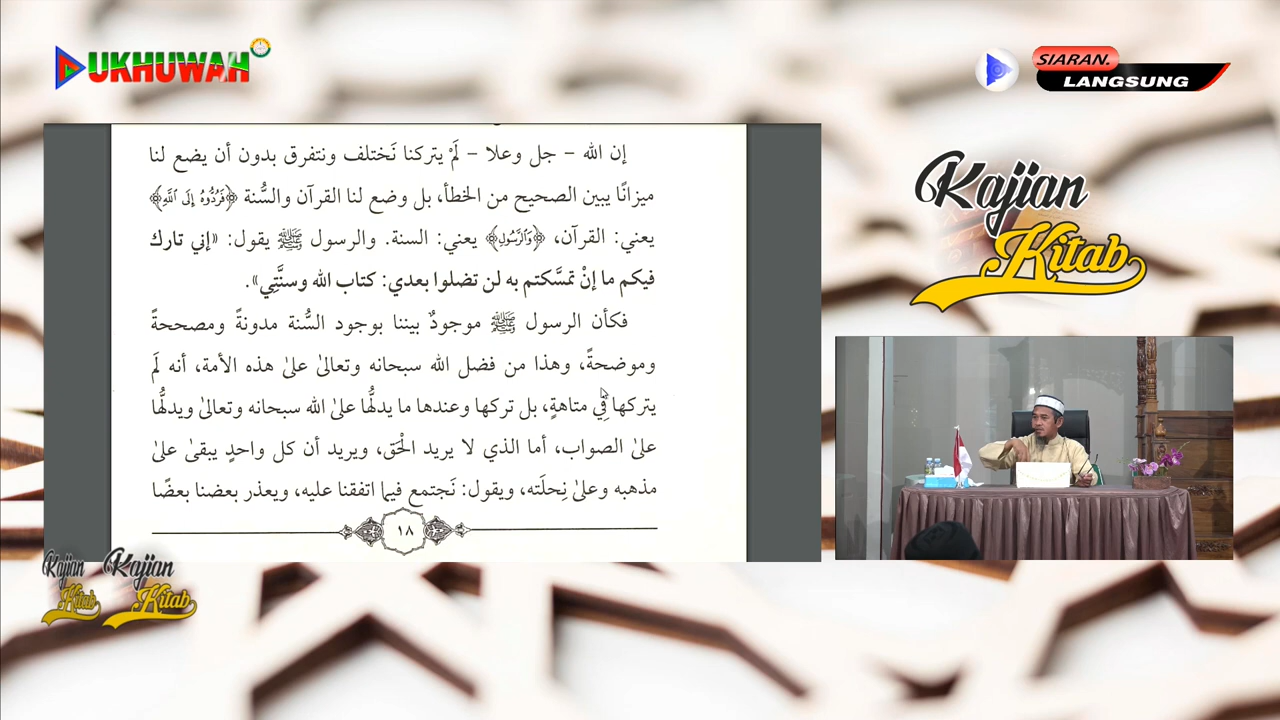 UKHUWAH
SIARAN.
LANGSUNG
إن الله – جل وعلا – لَمْ يتركنا نَختلف ونتفرق بدون أن يضع لنا
ميزانًا يبين الصحيح من الخطأ، بل وضع لنا القرآن والسُّنة ﴿فَرُدُّوهُ إِلَى ٱللَّهِ﴾
يعني: القرآن، ﴿وَٱلرَّسُولِ﴾ يعني: السنة. والرسول ﷺ يقول: «إني تارك
فيكم ما إنْ تمسَّكتم به لن تضلوا بعدي: كتاب الله وسنَّتِي».
فكأن الرسول ﷺ موجودٌ بيننا بوجود السُّنة مدونةً ومصححةً
وموضحةً، وهذا من فضل الله سبحانه وتعالىٰ علىٰ هذه الأمة، أنه لَم
يتركها فِي متاهةٍ، بل تركها وعندها ما يدلُّها علىٰ الله سبحانه وتعالىٰ ويدلُّها
علىٰ الصواب، أما الذي لا يريد الْحَق، ويريد أن كل واحدٍ يبقىٰ علىٰ
مذهبه وعلىٰ نِحلَته، ويقول: نَجتمع فيما اتفقنا عليه، ويعذر بعضنا بعضًا
١٨
Kajian
Kitab
Kajian
Kitab
Kajian
Kitab